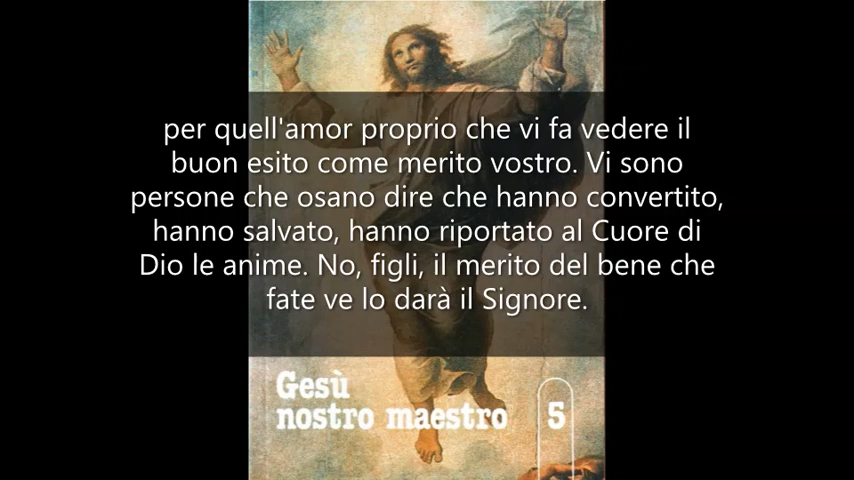 per quell'amor proprio che vi fa vedere il
buon esito come merito vostro. Vi sono
persone che osano dire che hanno convertito,
hanno salvato, hanno riportato al Cuore di
Dio le anime. No, figli, il merito del bene che
fate ve lo darà il Signore.
Gesù
nostro maestro 5